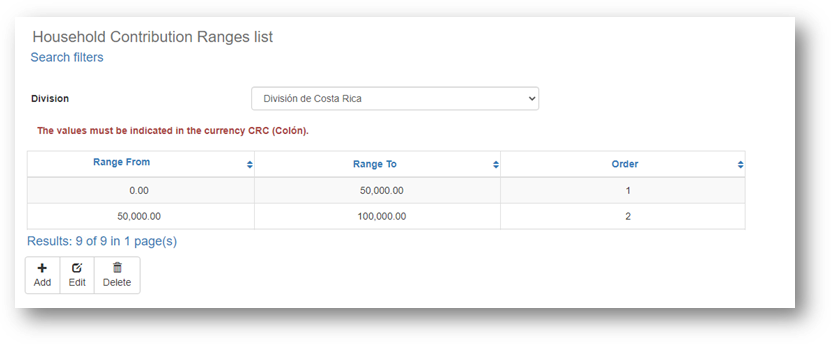 Household Contribution Ranges list
Search filters
Division División de Costa Rica
The values must be indicated in the currency CRC (Colón).
Range From Range To Order
0.00 50,000.00 1
50,000.00 100,000.00 2
Results: 9 of 9 in 1 page(s)
Add Edit Delete